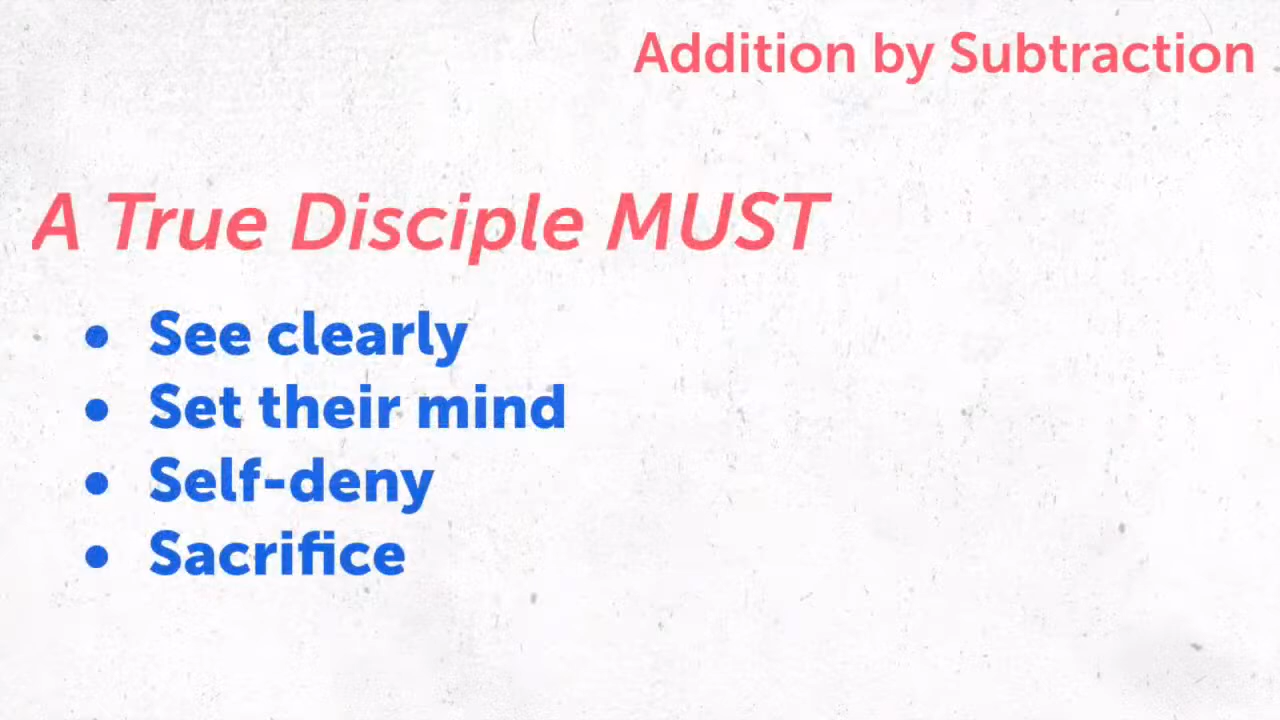 Addition by Subtraction
A True Disciple MUST
• See clearly
• Set their mind
• Self-deny
• Sacrifice